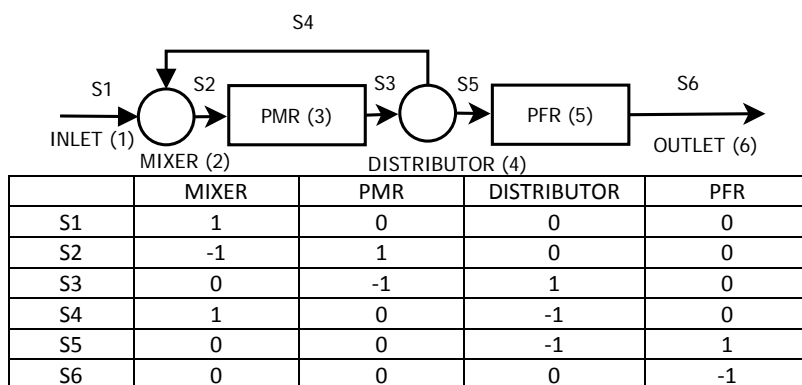 S4
S1 S2 S3 S5 S6
PMR (3) PFR (5)
INLET (1) OUTLET (6)
MIXER (2) DISTRIBUTOR (4)
MIXER PMR DISTRIBUTOR PFR
S1 1 0 0 0
S2 -1 1 0 0
S3 0 -1 1 0
S4 1 0 -1 0
S5 0 0 -1 1
S6 0 0 0 -1